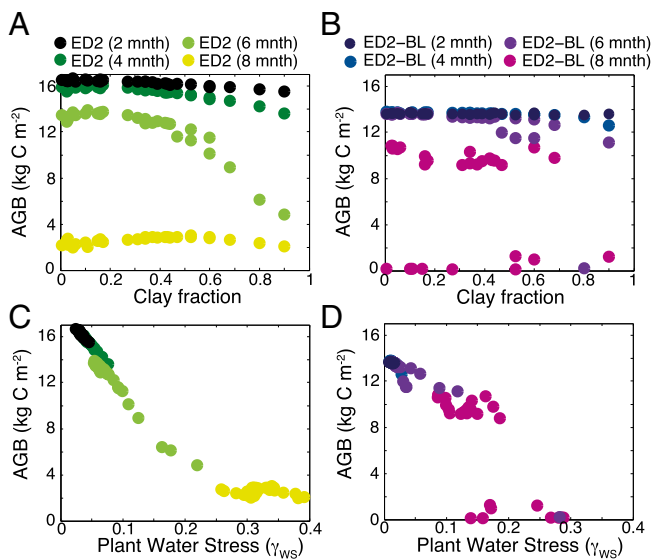 A
B
ED2 (2 mnth) ED2 (6 mnth)
ED2 (4 mnth) ED2 (8 mnth)
ED2−BL (2 mnth) ED2−BL (6 mnth)
ED2−BL (4 mnth) ED2−BL (8 mnth)
AGB (kg C m-2)
16
12
8
4
0
0 0.2 0.4 0.6 0.8 1
Clay fraction
AGB (kg C m-2)
16
12
8
4
0
0 0.2 0.4 0.6 0.8 1
Clay fraction
C
D
AGB (kg C m-2)
16
12
8
4
0
0 0.1 0.2 0.3 0.4
Plant Water Stress (γWS)
AGB (kg C m-2)
16
12
8
4
0
0 0.1 0.2 0.3 0.4
Plant Water Stress (γWS)